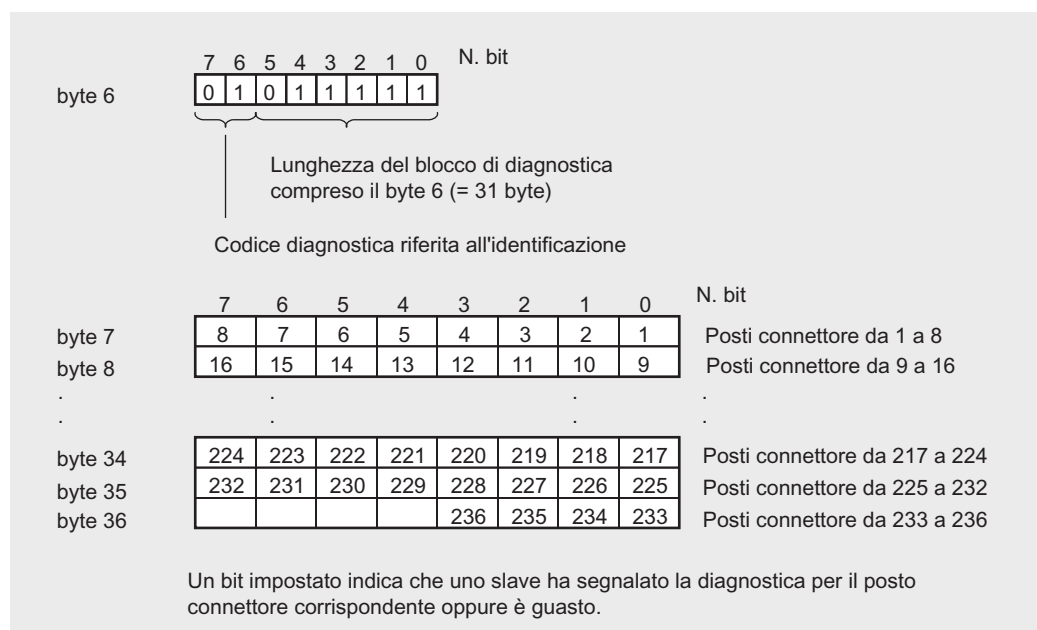 7 6 5 4 3 2 1 0 N. bit
byte 6 0 1 0 1 1 1 1 1
Lunghezza del blocco di diagnostica
compreso il byte 6 (= 31 byte)
Codice diagnostica riferita all'identificazione
7 6 5 4 3 2 1 0 N. bit
byte 7 8 7 6 5 4 3 2 1 Posti connettore da 1 a 8
byte 8 16 15 14 13 12 11 10 9 Posti connettore da 9 a 16
. . . .
. . . .
byte 34 224 223 222 221 220 219 218 217 Posti connettore da 217 a 224
byte 35 232 231 230 229 228 227 226 225 Posti connettore da 225 a 232
byte 36 236 235 234 233 Posti connettore da 233 a 236
Un bit impostato indica che uno slave ha segnalato la diagnostica per il posto
connettore corrispondente oppure è guasto.